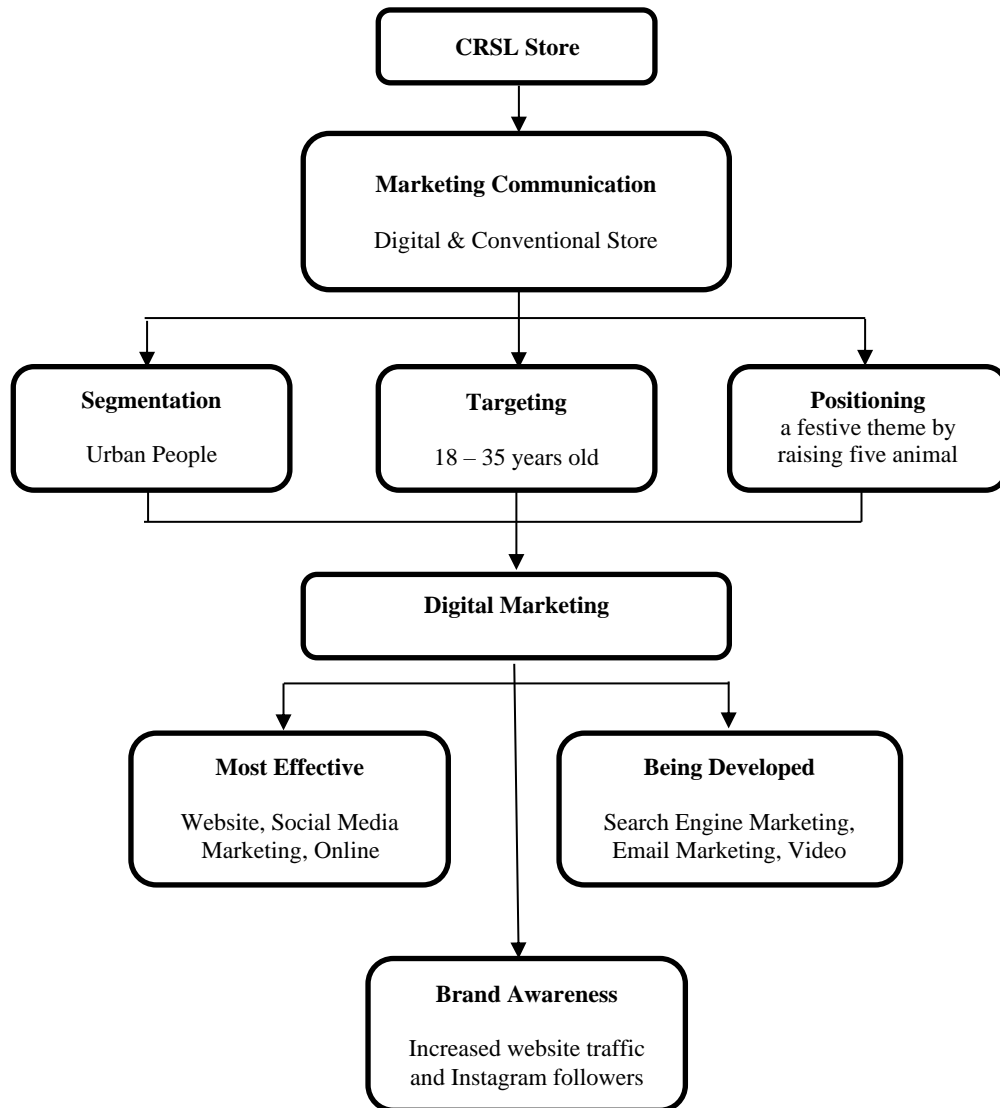 CRSL Store
Marketing Communication
Digital & Conventional Store
Segmentation
Urban People
Targeting
18 – 35 years old
Positioning
a festive theme by
raising five animal
Digital Marketing
Most Effective
Website, Social Media
Marketing, Online
Being Developed
Search Engine Marketing,
Email Marketing, Video
Brand Awareness
Increased website traffic
and Instagram followers